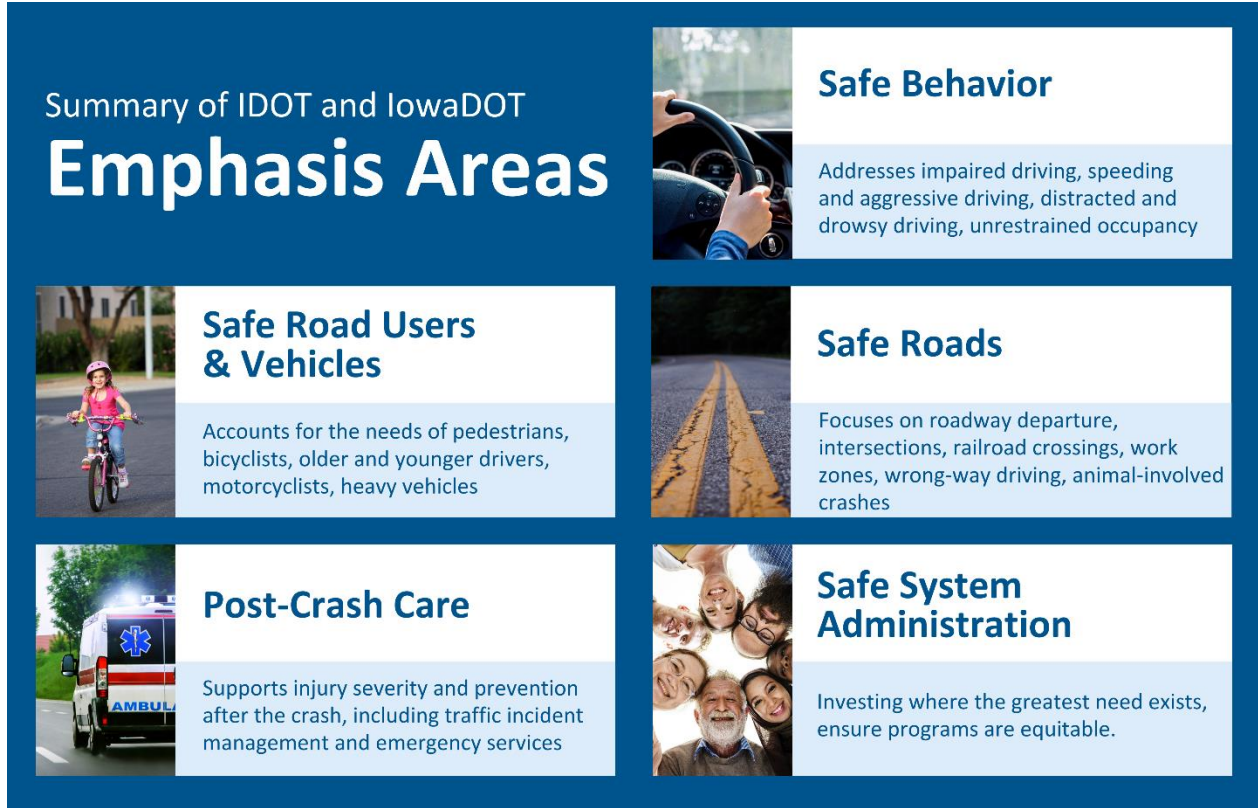 Summary of IDOT and IowaDOT
Emphasis Areas
Safe Behavior
Addresses impaired driving, speeding
and aggressive driving, distracted and
drowsy driving, unrestrained occupancy
Safe Road Users
& Vehicles
Accounts for the needs of pedestrians,
bicyclists, older and younger drivers,
motorcyclists, heavy vehicles
Safe Roads
Focuses on roadway departure,
intersections, railroad crossings, work
zones, wrong-way driving, animal-involved
crashes
Post-Crash Care
Supports injury severity and prevention
after the crash, including traffic incident
management and emergency services
AMBULA
Safe System
Administration
Investing where the greatest need exists,
ensure programs are equitable.